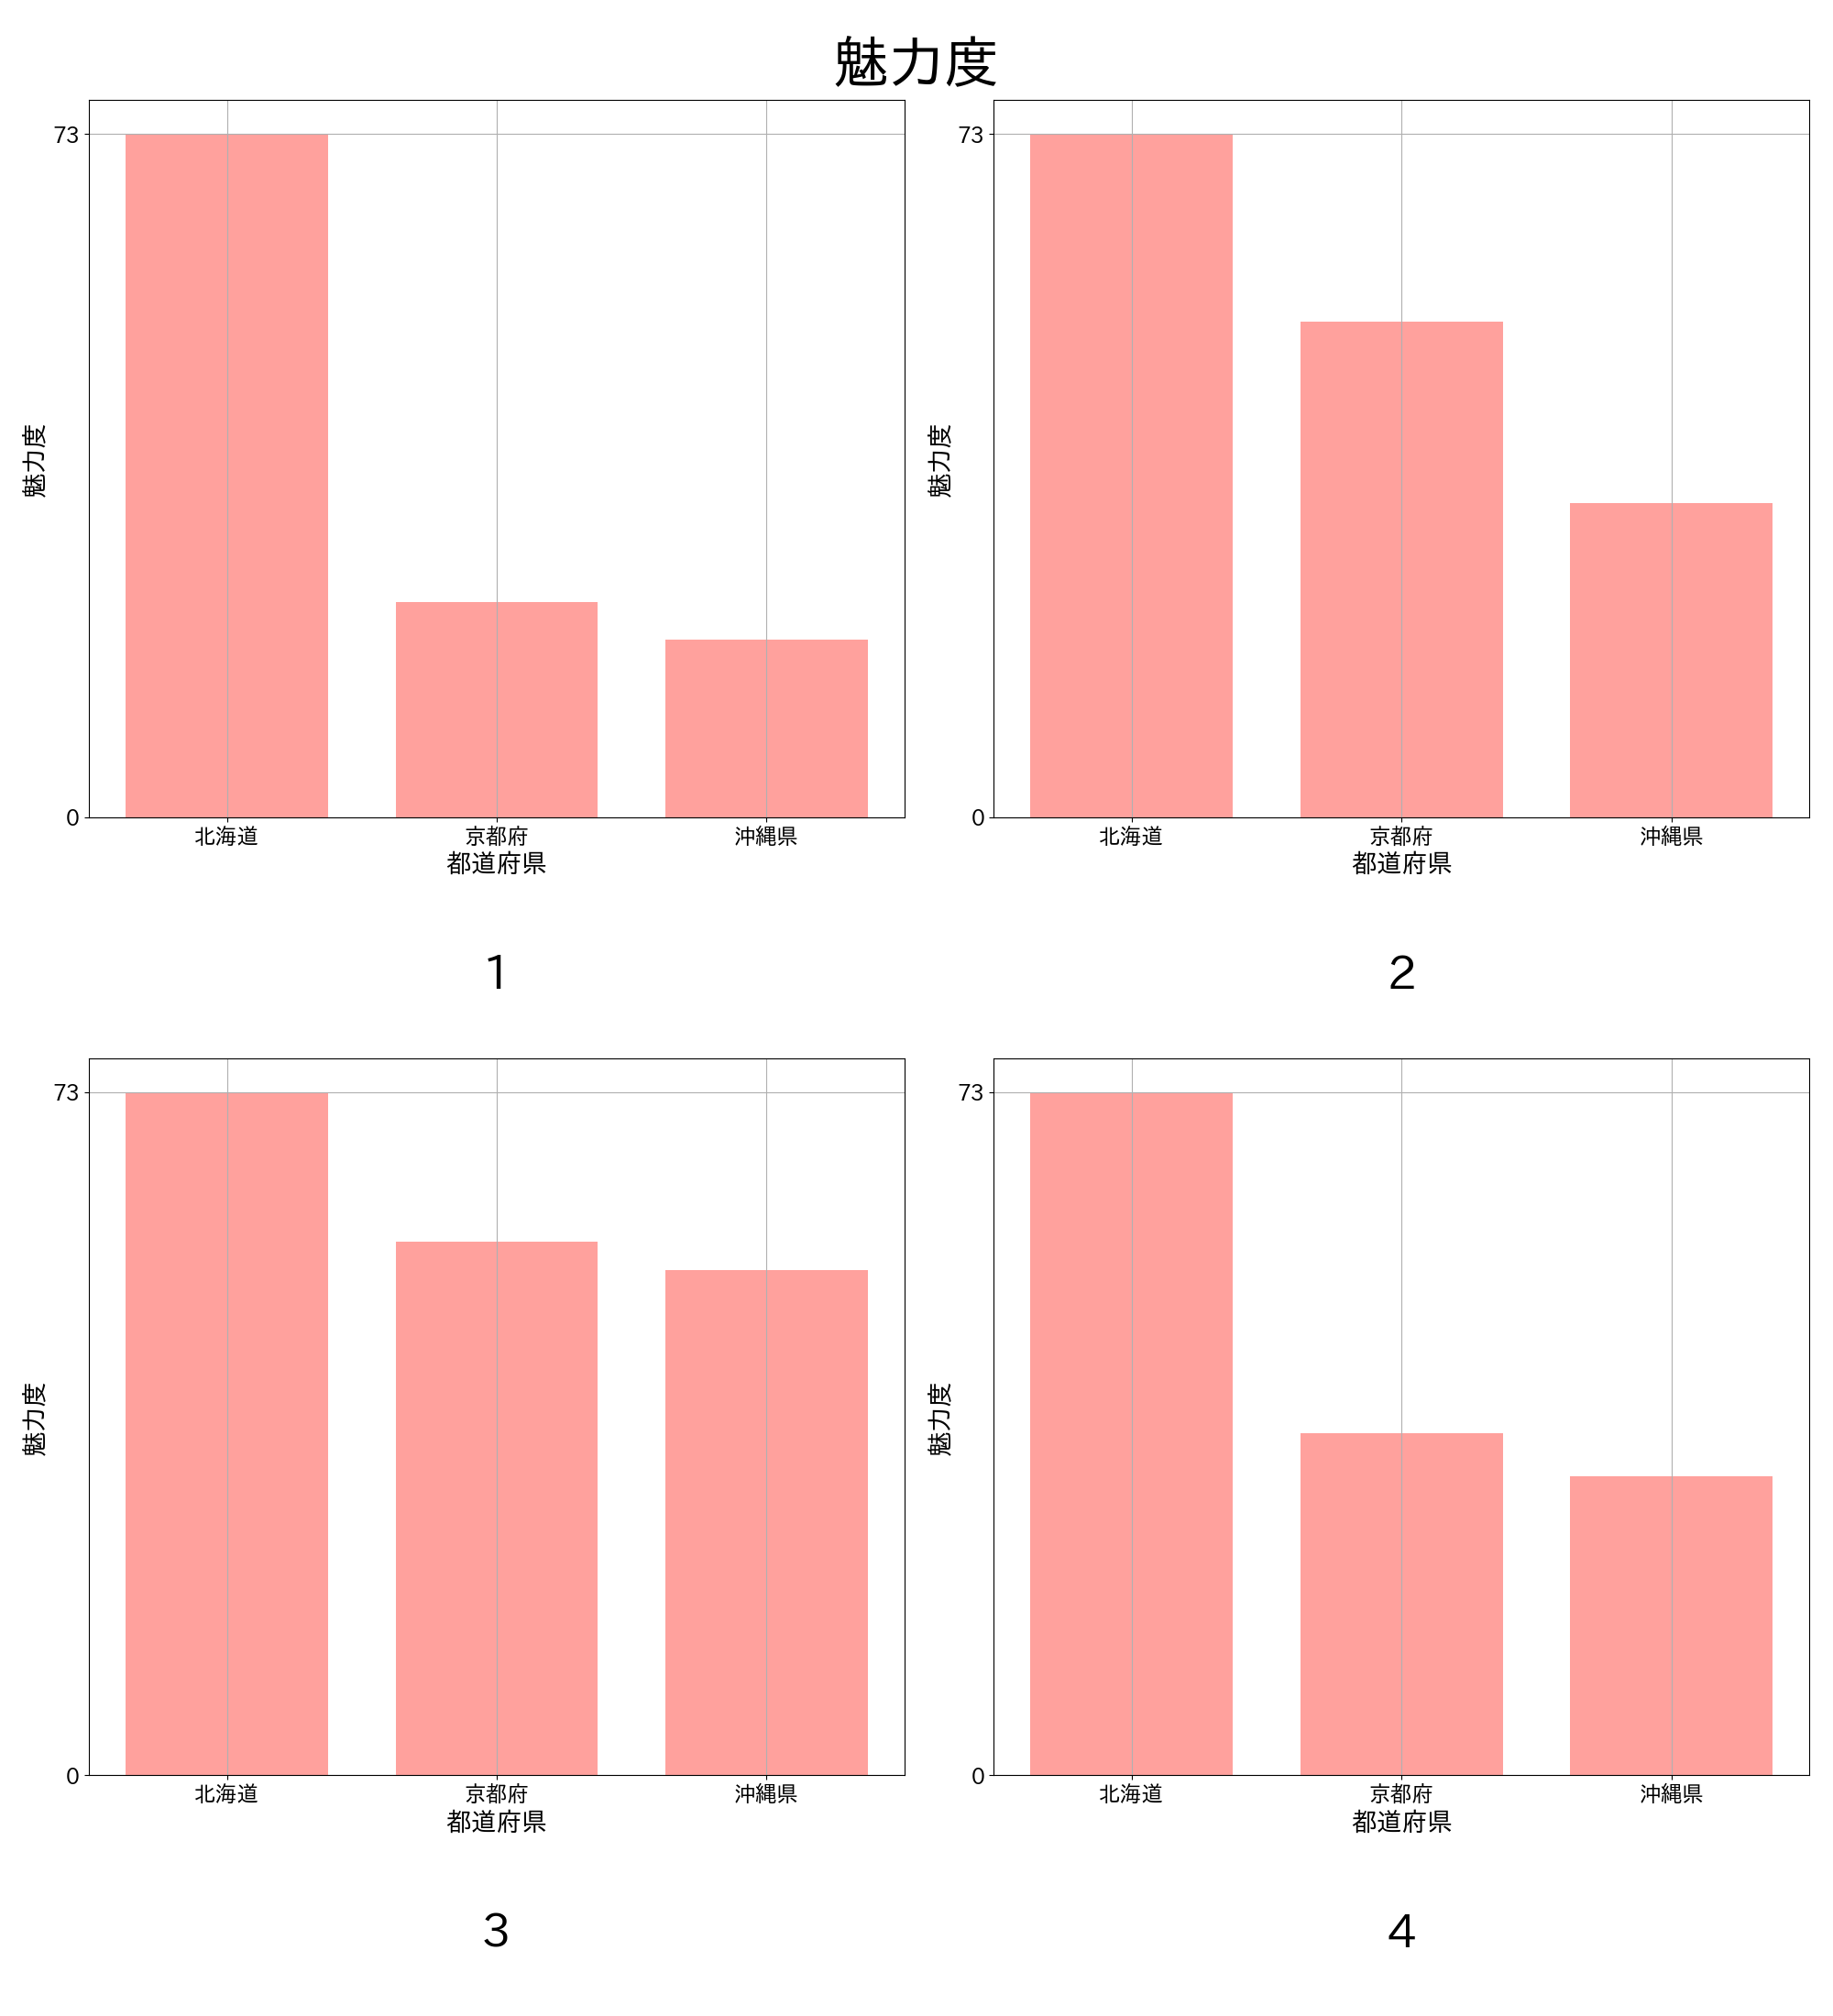 魅力度
73
魅力度
0
北海道 京都府 沖縄県
都道府県
1
73
魅力度
0
北海道 京都府 沖縄県
都道府県
2
73
魅力度
0
北海道 京都府 沖縄県
都道府県
3
73
魅力度
0
北海道 京都府 沖縄県
都道府県
4